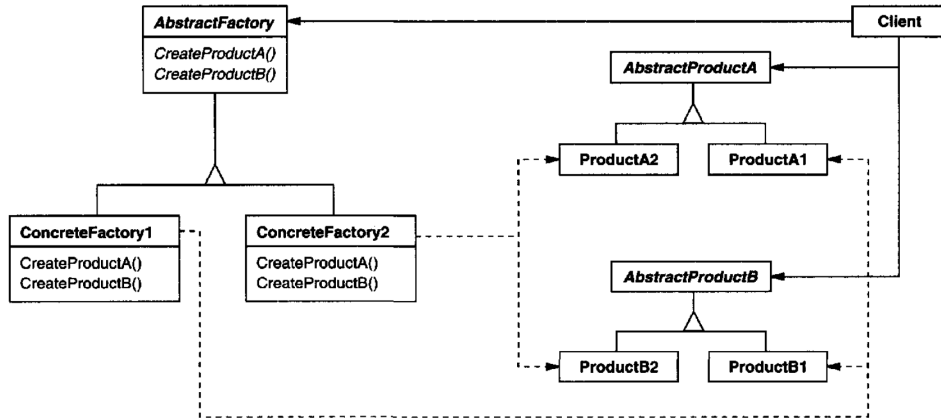 AbstractFactory
CreateProductA()
CreateProductB()
Client
AbstractProductA
ProductA2
ProductA1
ConcreteFactory1
CreateProductA()
CreateProductB()
ConcreteFactory2
CreateProductA()
CreateProductB()
AbstractProductB
ProductB2
ProductB1